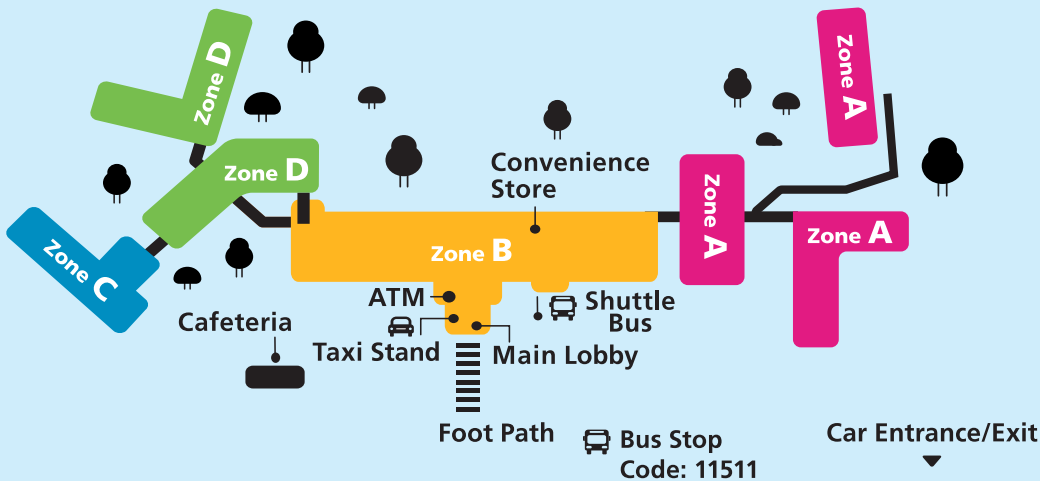 Zone D
Zone A
Convenience
Store
Zone D
Zone A
Zone A
Zone B
Zone C
ATM
Shuttle
Bus
Cafeteria
Taxi Stand
Main Lobby
Foot Path
Bus Stop
Code: 11511
Car Entrance/Exit